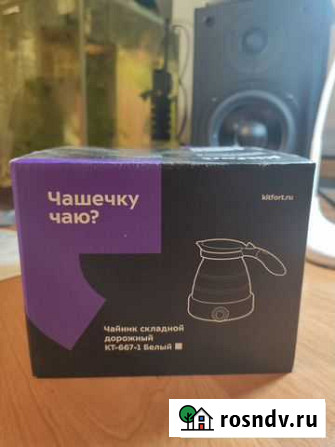 Чашечку
чаю?
kitfort.ru
Чайник складной
дорожный
КТ-667-1 Белый
rosndv.ru